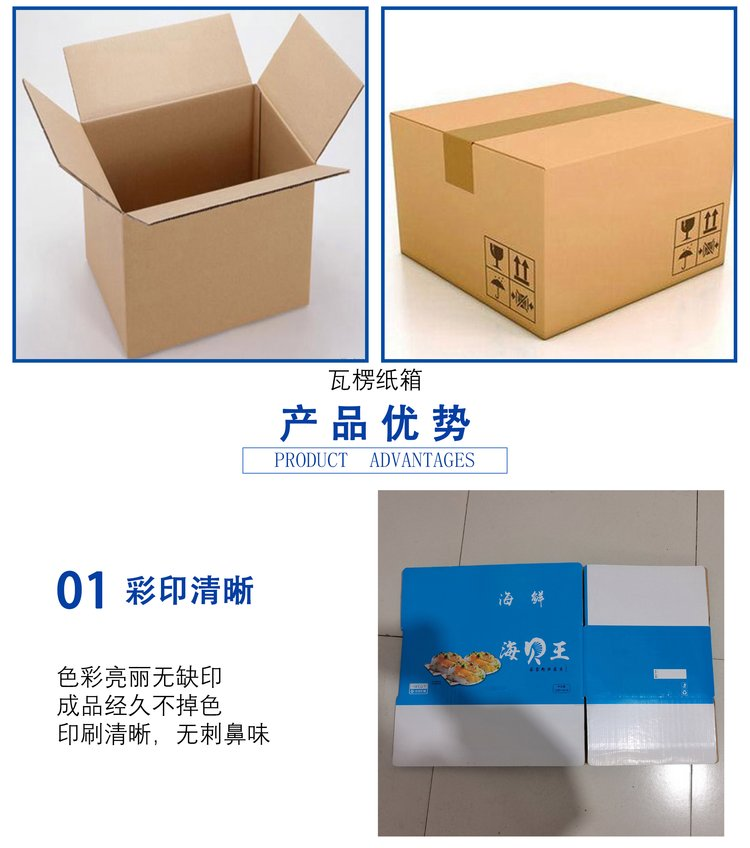 瓦楞纸箱
产品优势
PRODUCT ADVANTAGES
01 彩印清晰
色彩亮丽无缺印
成品经久不掉色
印刷清晰，无刺鼻味
海鲜
海贝王